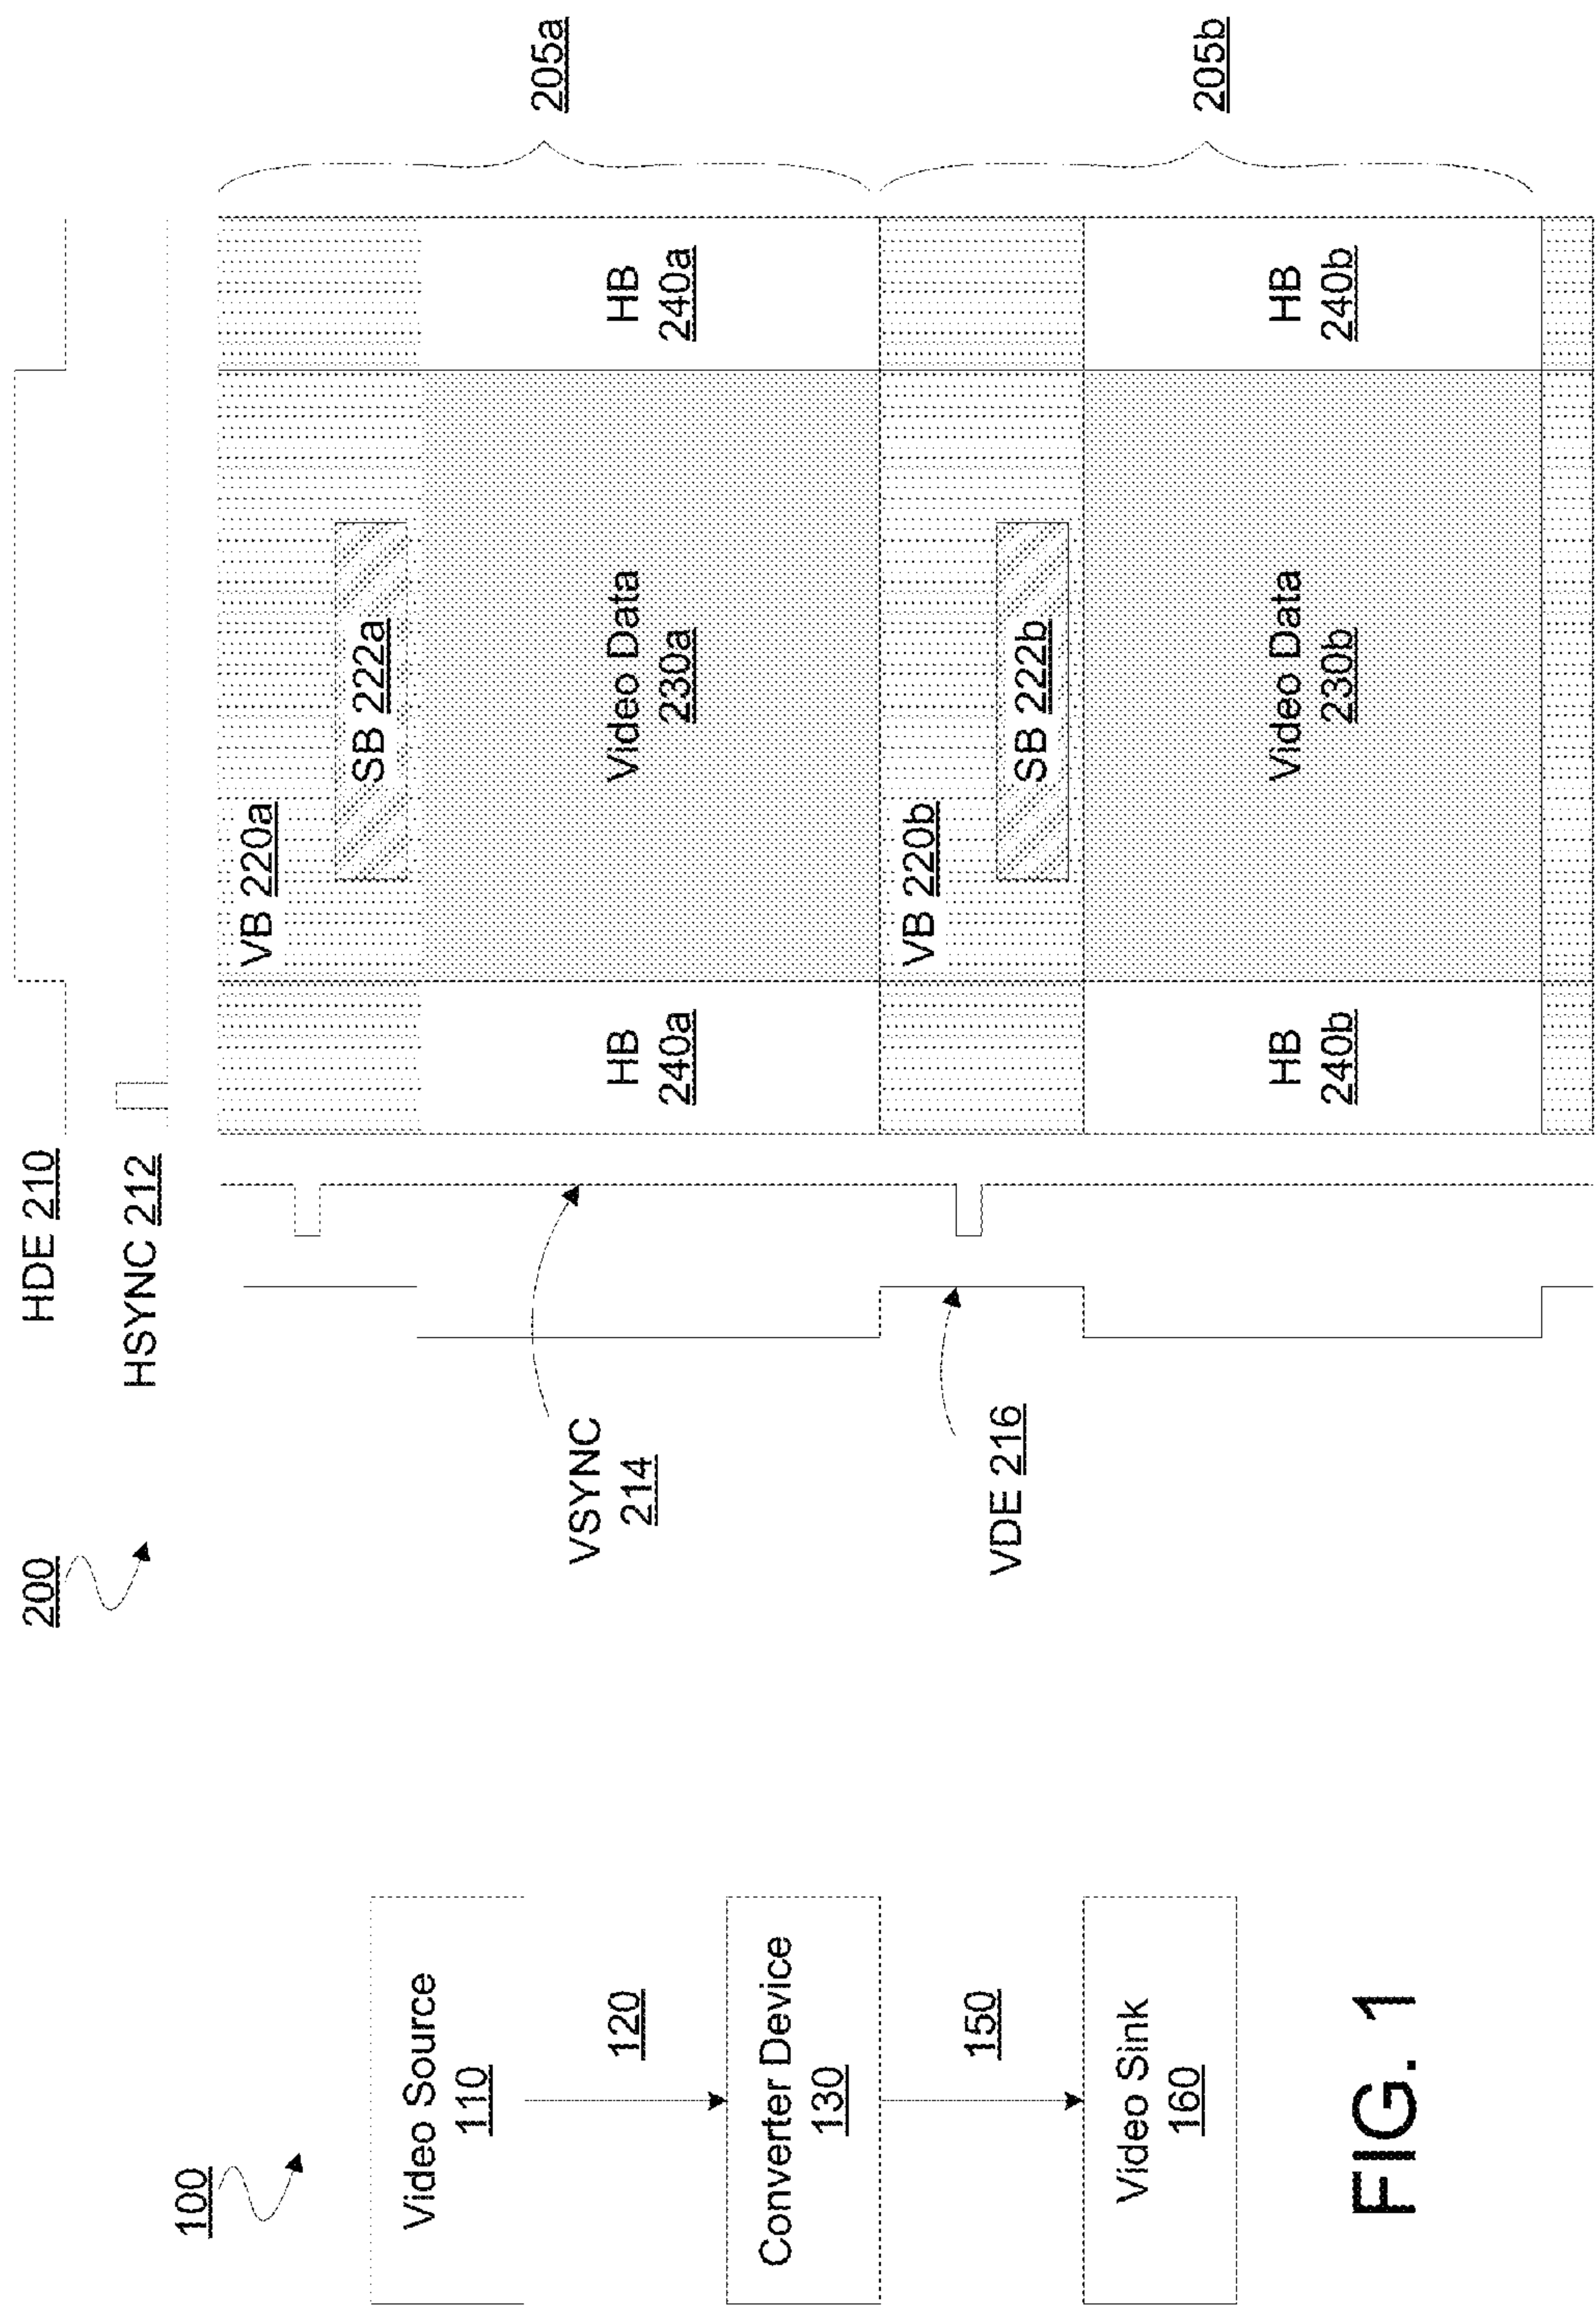 100
Video Source
110
120
Converter Device
130
150
Video Sink
160
FIG. 1
200
HDE 210
HSYNC 212
VSYNC
214
VDE 216
VB 220a
SB 222a
HB
240a
Video Data
230a
HB
240a
205a
VB 220b
SB 222b
HB
240b
Video Data
230b
HB
240b
205b